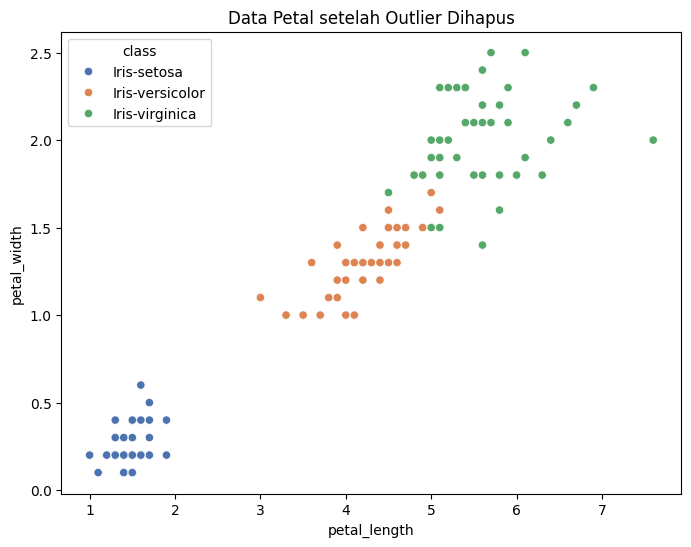 Data Petal setelah Outlier Dihapus
class
Iris-setosa
Iris-versicolor
Iris-virginica
petal_width
2.5
2.0
1.5
1.0
0.5
0.0
1 2 3 4 5 6 7
petal_length